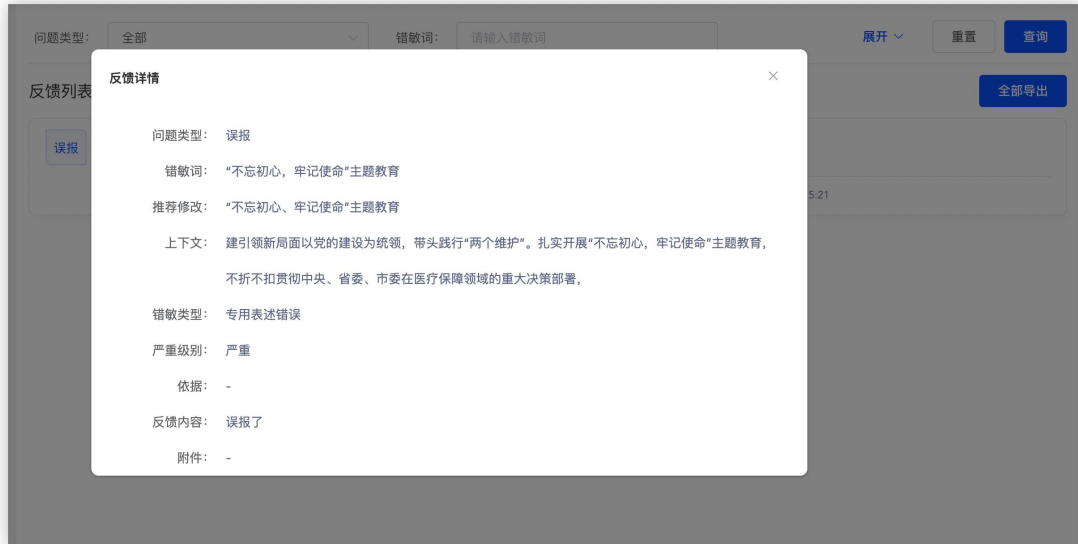 问题类型： 全部 错敏词： 请输入错敏词 展开 重置 查询
反馈列表 全部导出
误报
5:21
反馈详情
问题类型： 误报
错敏词： “不忘初心，牢记使命”主题教育
推荐修改： “不忘初心、牢记使命”主题教育
上下文： 建引领新局面以党的建设为统领，带头践行“两个维护”。扎实开展“不忘初心，牢记使命”主题教育，
不折不扣贯彻中央、省委、市委在医疗保障领域的重大决策部署，
错敏类型： 专用表述错误
严重级别： 严重
依据： -
反馈内容： 误报了
附件： -